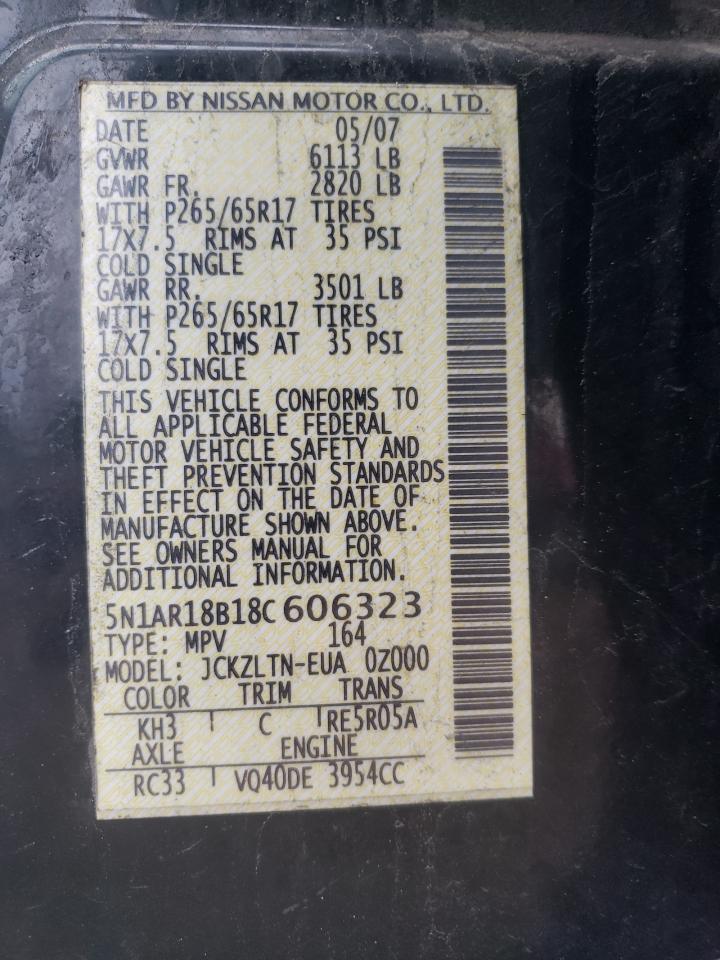 MFD BY NISSAN MOTOR CO., LTD.
DATE 05/07
GVWR 6113 LB
GAWR FR. 2820 LB
WITH P265/65R17 TIRES
17X7.5 RIMS AT 35 PSI
COLD SINGLE
GAWR RR. 3501 LB
WITH P265/65R17 TIRES
17X7.5 RIMS AT 35 PSI
COLD SINGLE
THIS VEHICLE CONFORMS TO
ALL APPLICABLE FEDERAL
MOTOR VEHICLE SAFETY AND
THEFT PREVENTION STANDARDS
IN EFFECT ON THE DATE OF
MANUFACTURE SHOWN ABOVE.
SEE OWNERS MANUAL FOR
ADDITIONAL INFORMATION.
5N1AR18B18C606323
TYPE: MPV 164
MODEL: JCKZLTN-EUA 0Z000
COLOR TRIM TRANS
KH3 C RE5R05A
AXLE ENGINE
RC33 VQ40DE 3954CC